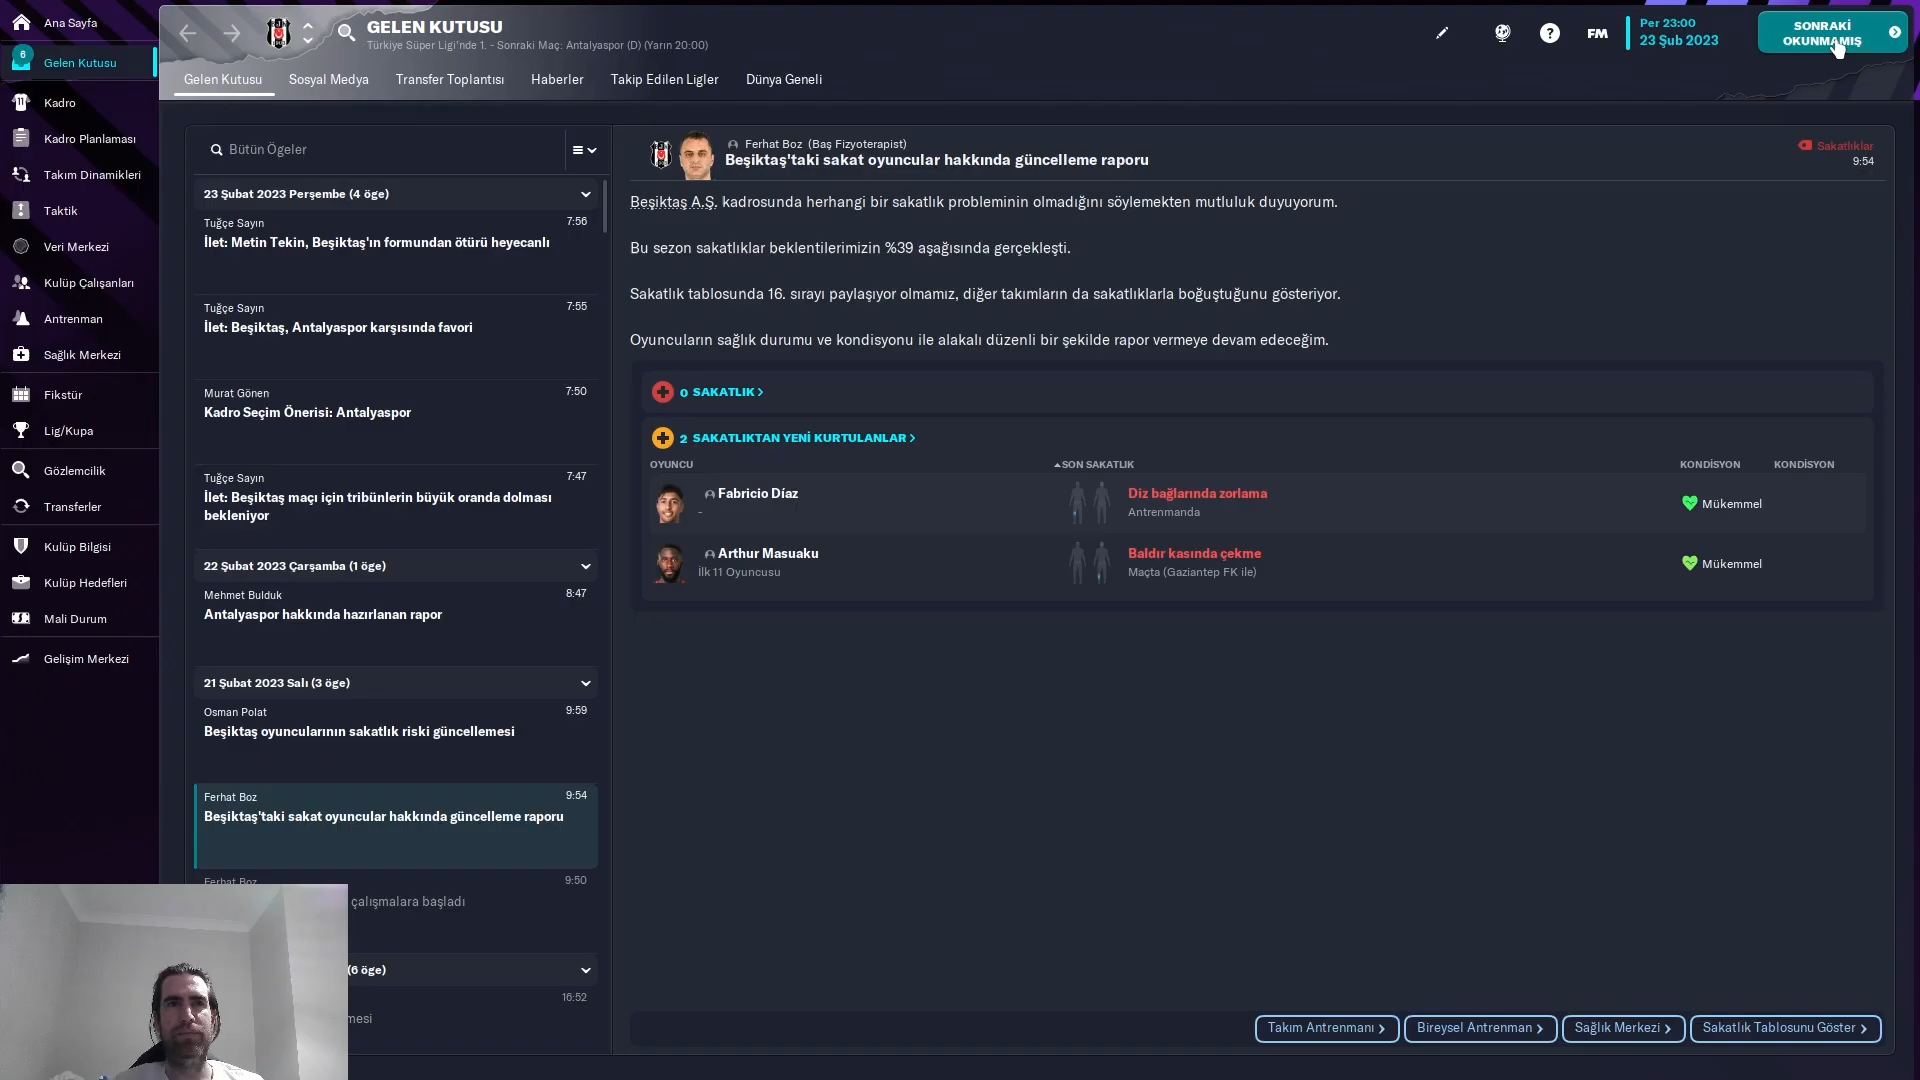 Ana Sayfa
6
Gelen Kutusu
Kadro
Kadro Planlaması
Takım Dinamikleri
Taktik
Veri Merkezi
Kulüp Çalışanları
Antrenman
Sağlık Merkezi
Fikstür
Lig/Kupa
Gözlemcilik
Transferler
Kulüp Bilgisi
Kulüp Hedefleri
Mali Durum
Gelişim Merkezi
GELEN KUTUSU
Türkiye Süper Ligi'nde 1. - Sonraki Maç: Antalyaspor (D) (Yarın 20:00)
FM
Per 23:00
23 Şub 2023
SONRAKİ
OKUNMAMIŞ
Gelen Kutusu
Sosyal Medya
Transfer Toplantısı
Haberler
Takip Edilen Ligler
Dünya Geneli
Bütün Ögeler
23 Şubat 2023 Perşembe (4 öge)
Tuğçe Sayın 7:56
İlet: Metin Tekin, Beşiktaş'ın formundan ötürü heyecanlı
Tuğçe Sayın 7:55
İlet: Beşiktaş, Antalyaspor karşısında favori
Murat Gönen 7:50
Kadro Seçim Önerisi: Antalyaspor
Tuğçe Sayın 7:47
İlet: Beşiktaş maçı için tribünlerin büyük oranda dolması
bekleniyor
22 Şubat 2023 Çarşamba (1 öge)
Mehmet Bulduk 8:47
Antalyaspor hakkında hazırlanan rapor
21 Şubat 2023 Salı (3 öge)
Osman Polat 9:59
Beşiktaş oyuncularının sakatlık riski güncellemesi
Ferhat Boz 9:54
Beşiktaş'taki sakat oyuncular hakkında güncelleme raporu
Ferhat Boz 9:50
çalışmalara başladı
(6 öge)
16:52
mesi
Ferhat Boz (Baş Fizyoterapist)
Beşiktaş'taki sakat oyuncular hakkında güncelleme raporu
Sakatlıklar
9:54
Beşiktaş A.Ş. kadrosunda herhangi bir sakatlık probleminin olmadığını söylemekten mutluluk duyuyorum.
Bu sezon sakatlıklar beklentilerimizin %39 aşağısında gerçekleşti.
Sakatlık tablosunda 16. sırayı paylaşıyor olmamız, diğer takımların da sakatlıklarla boğuştuğunu gösteriyor.
Oyuncuların sağlık durumu ve kondisyonu ile alakalı düzenli bir şekilde rapor vermeye devam edeceğim.
0 SAKATLIK
2 SAKATLIKTAN YENİ KURTULANLAR
OYUNCU SON SAKATLIK KONDİSYON KONDİSYON
Fabricio Díaz
-
Diz bağlarında zorlama
Antrenmanda
Mükemmel
Arthur Masuaku
İlk 11 Oyuncusu
Baldır kasında çekme
Maçta (Gaziantep FK ile)
Mükemmel
Takım Antrenmanı
Bireysel Antrenman
Sağlık Merkezi
Sakatlık Tablosunu Göster